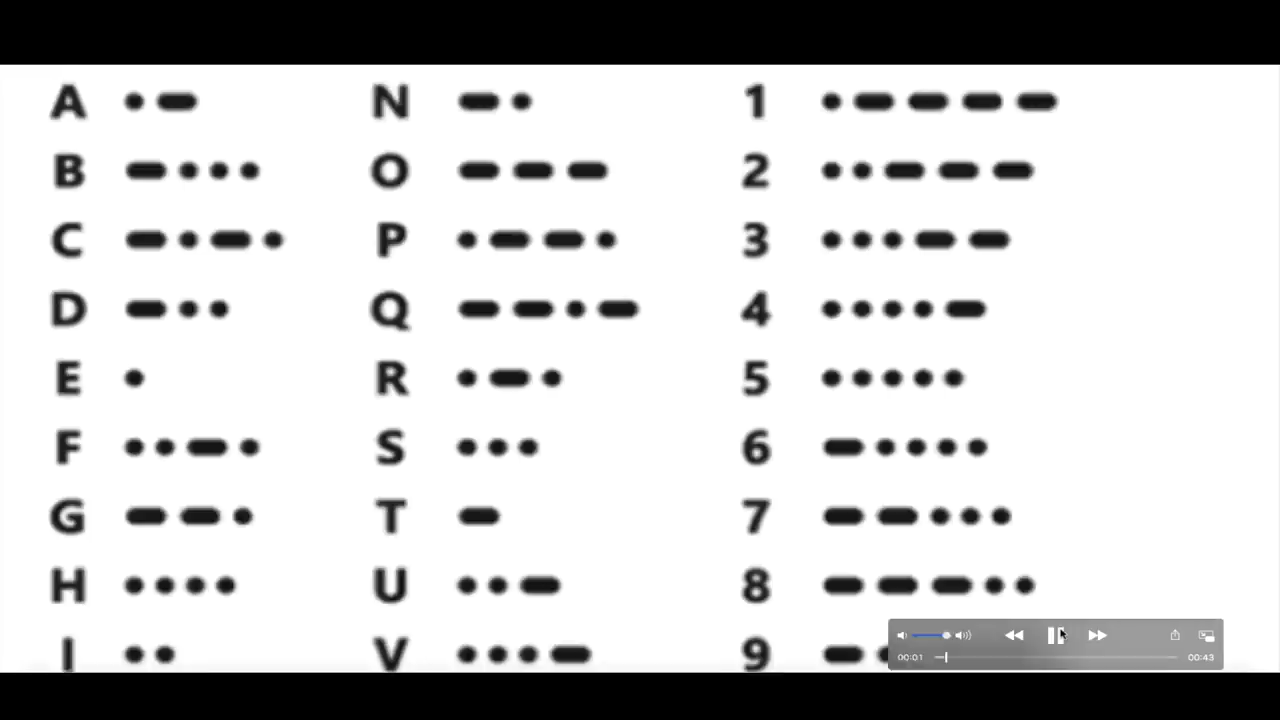 A •− N −• 1 •−−−−
B −••• O −−− 2 ••−−−
C −•−• P •−−• 3 •••−−
D −•• Q −−•− 4 ••••−
E • R •−• 5 •••••
F ••−• S ••• 6 −••••
G −−• T − 7 −−•••
H •••• U ••− 8 −−−••
I •• V •••− 9 −
00:01 00:43